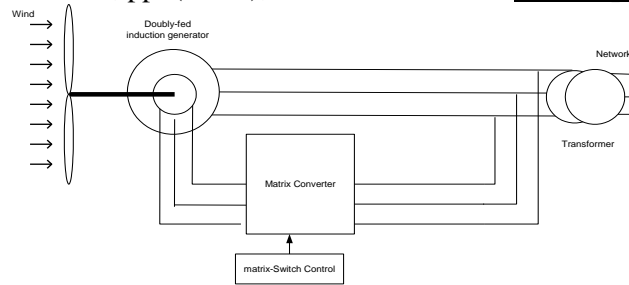 Wind
Doubly-fed
induction generator
Network
Transformer
Matrix Converter
matrix-Switch Control